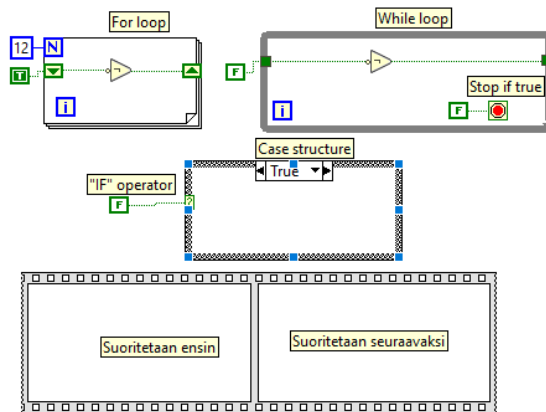 For loop
While loop
12 N
T
F
i
i
Stop if true
F
Case structure
True
"IF" operator
F
?
Suoritetaan ensin
Suoritetaan seuraavaksi